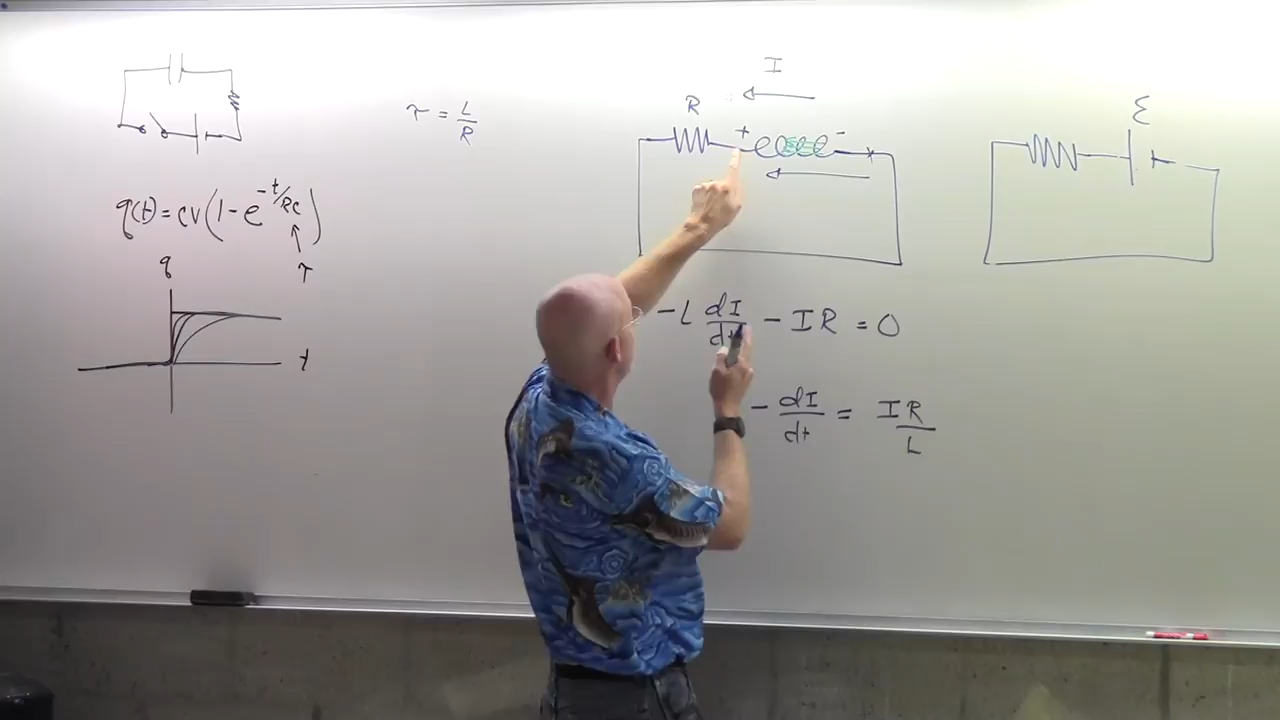 q(t) = CV(1 - e^{-t/RC})
τ
q
t
τ = L/R
I
R
+ -
-L dI/dt - IR = 0
- dI/dt = IR/L
ε